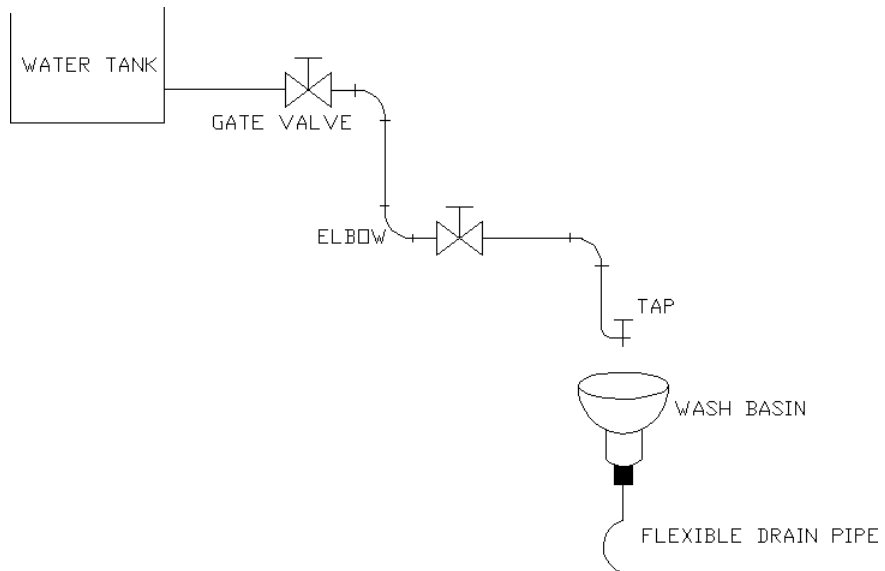 WATER TANK
GATE VALVE
ELBOW
TAP
WASH BASIN
FLEXIBLE DRAIN PIPE